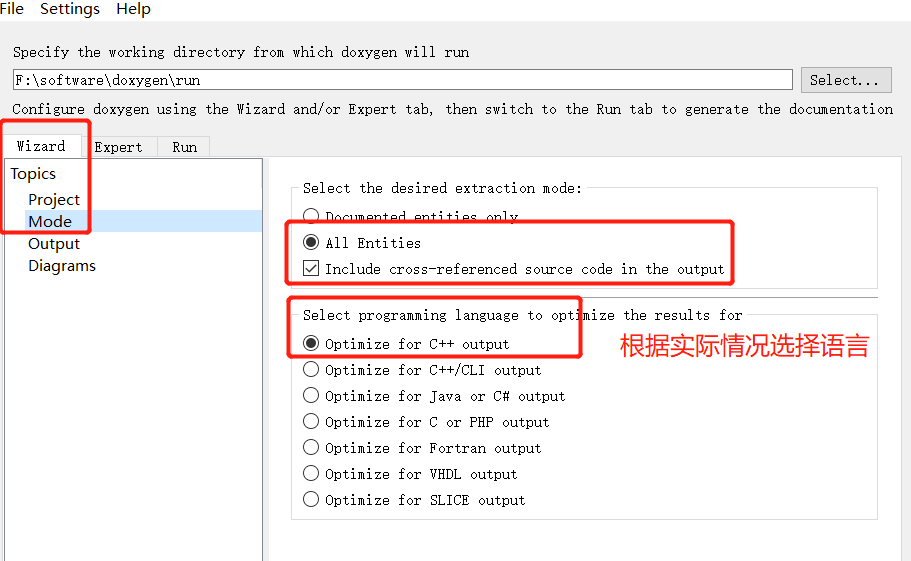 File Settings Help
Specify the working directory from which doxygen will run
F:\software\doxygen\run
Select...
Configure doxygen using the Wizard and/or Expert tab, then switch to the Run tab to generate the documentation
Wizard Expert Run
Topics
Project
Mode
Output
Diagrams
Select the desired extraction mode:
Documented entities only
All Entities
Include cross-referenced source code in the output
Select programming language to optimize the results for
Optimize for C++ output
根据实际情况选择语言
Optimize for C++/CLI output
Optimize for Java or C# output
Optimize for C or PHP output
Optimize for Fortran output
Optimize for VHDL output
Optimize for SLICE output